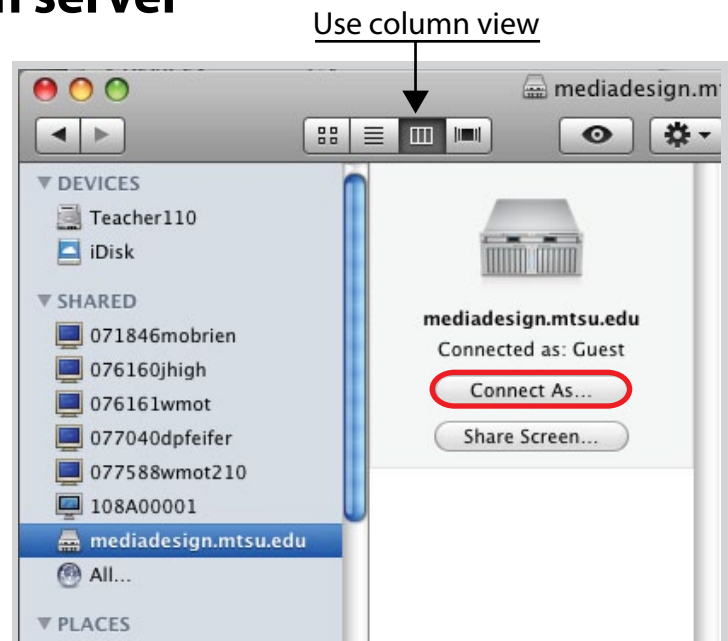 server
Use column view
mediadesign.m
DEVICES
Teacher110
iDisk
SHARED
071846mobrien
076160jhigh
076161wmot
077040dpfeifer
077588wmot210
108A00001
mediadesign.mtsu.edu
All...
PLACES
mediadesign.mtsu.edu
Connected as: Guest
Connect As...
Share Screen...